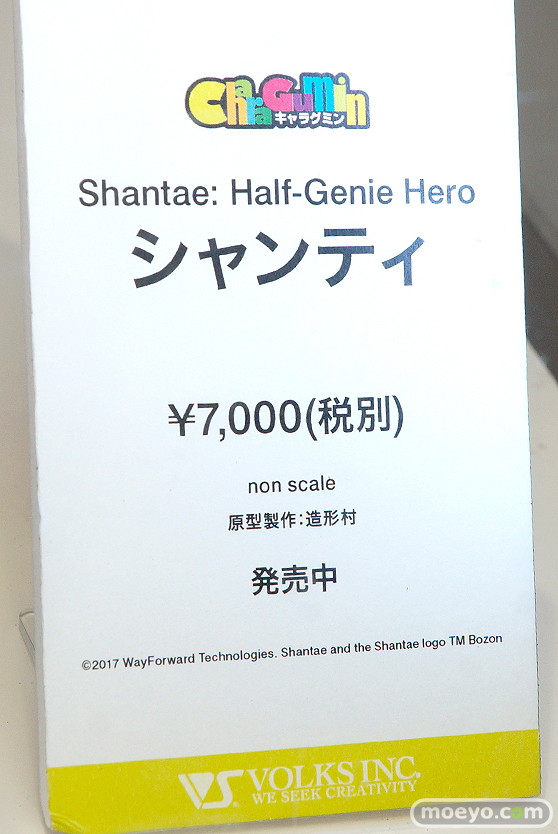 CharaGumin
キャラグミン
Shantae: Half-Genie Hero
シャンティ
¥7,000(税別)
non scale
原型製作:造形村
発売中
©2017 WayForward Technologies. Shantae and the Shantae logo TM Bozon
VS VOLKS INC.
WE SEEK CREATIVITY
moeyo.com